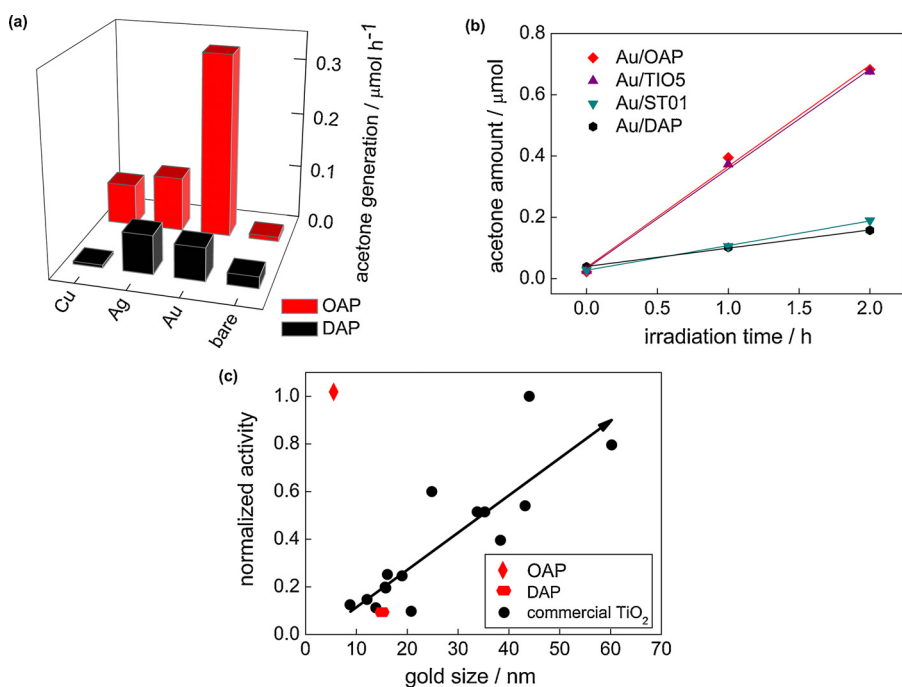 (a)
0.3
0.2
0.1
0.0
acetone generation / μmol h⁻¹
Cu
Ag
Au
bare
OAP
DAP
(b)
0.8
0.6
0.4
0.2
0.0
acetone amount / μmol
Au/OAP
Au/TIO5
Au/ST01
Au/DAP
0.0 0.5 1.0 1.5 2.0
irradiation time / h
(c)
1.0
0.8
0.6
0.4
0.2
0.0
normalized activity
OAP
DAP
commercial TiO₂
0 10 20 30 40 50 60 70
gold size / nm